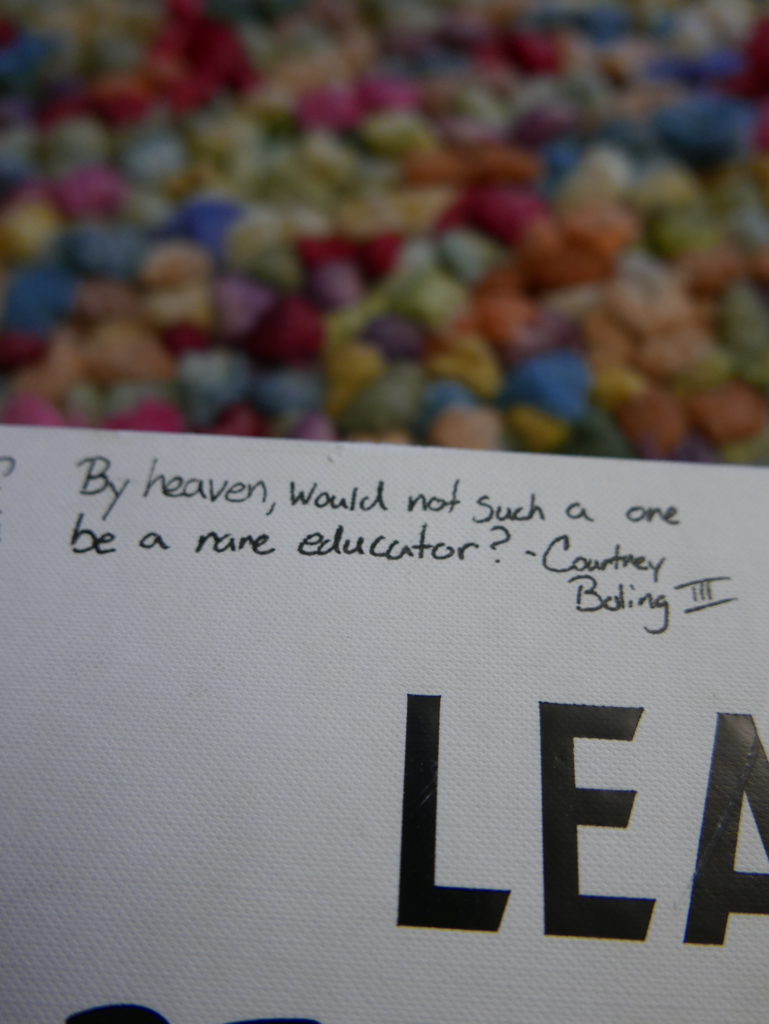 By heaven, would not such a one
be a rare educator? - Courtney
Boling III
LEA